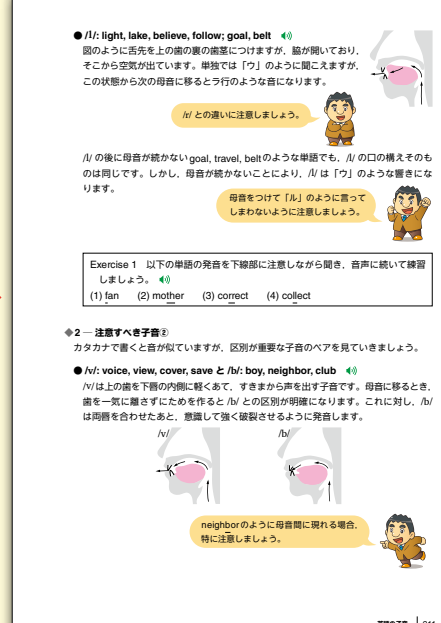 ● /l/: light, lake, believe, follow; goal, belt
図のように舌先を上の歯の裏の歯茎につけますが、脇が開いており、
そこから空気が出ています。単独では「ウ」のように聞こえますが、
この状態から次の母音に移るとラ行のような音になります。
/r/ との違いに注意しましょう。
/l/ の後に母音が続かない goal, travel, belt のような単語でも、/l/ の口の構えそのも
のは同じです。しかし、母音が続かないことにより、/l/ は「ウ」のような響きにな
ります。
母音をつけて「ル」のように言って
しまわないように注意しましょう。
Exercise 1 以下の単語の発音を下線部に注意しながら聞き、音声に続いて練習
しましょう。
(1) fan (2) mother (3) correct (4) collect
◆2 ― 注意すべき子音②
カタカナで書くと音が似ていますが、区別が重要な子音のペアを見ていきましょう。
● /v/: voice, view, cover, save と /b/: boy, neighbor, club
/v/ は上の歯を下唇の内側に軽くあて、すきまから声を出す子音です。母音に移るとき、
歯を一気に離さずにためを作ると /b/ との区別が明確になります。これに対し、/b/
は両唇を合わせたあと、意識して強く破裂させるように発音します。
/v/ /b/
neighbor のように母音間に現れる場合、
特に注意しましょう。